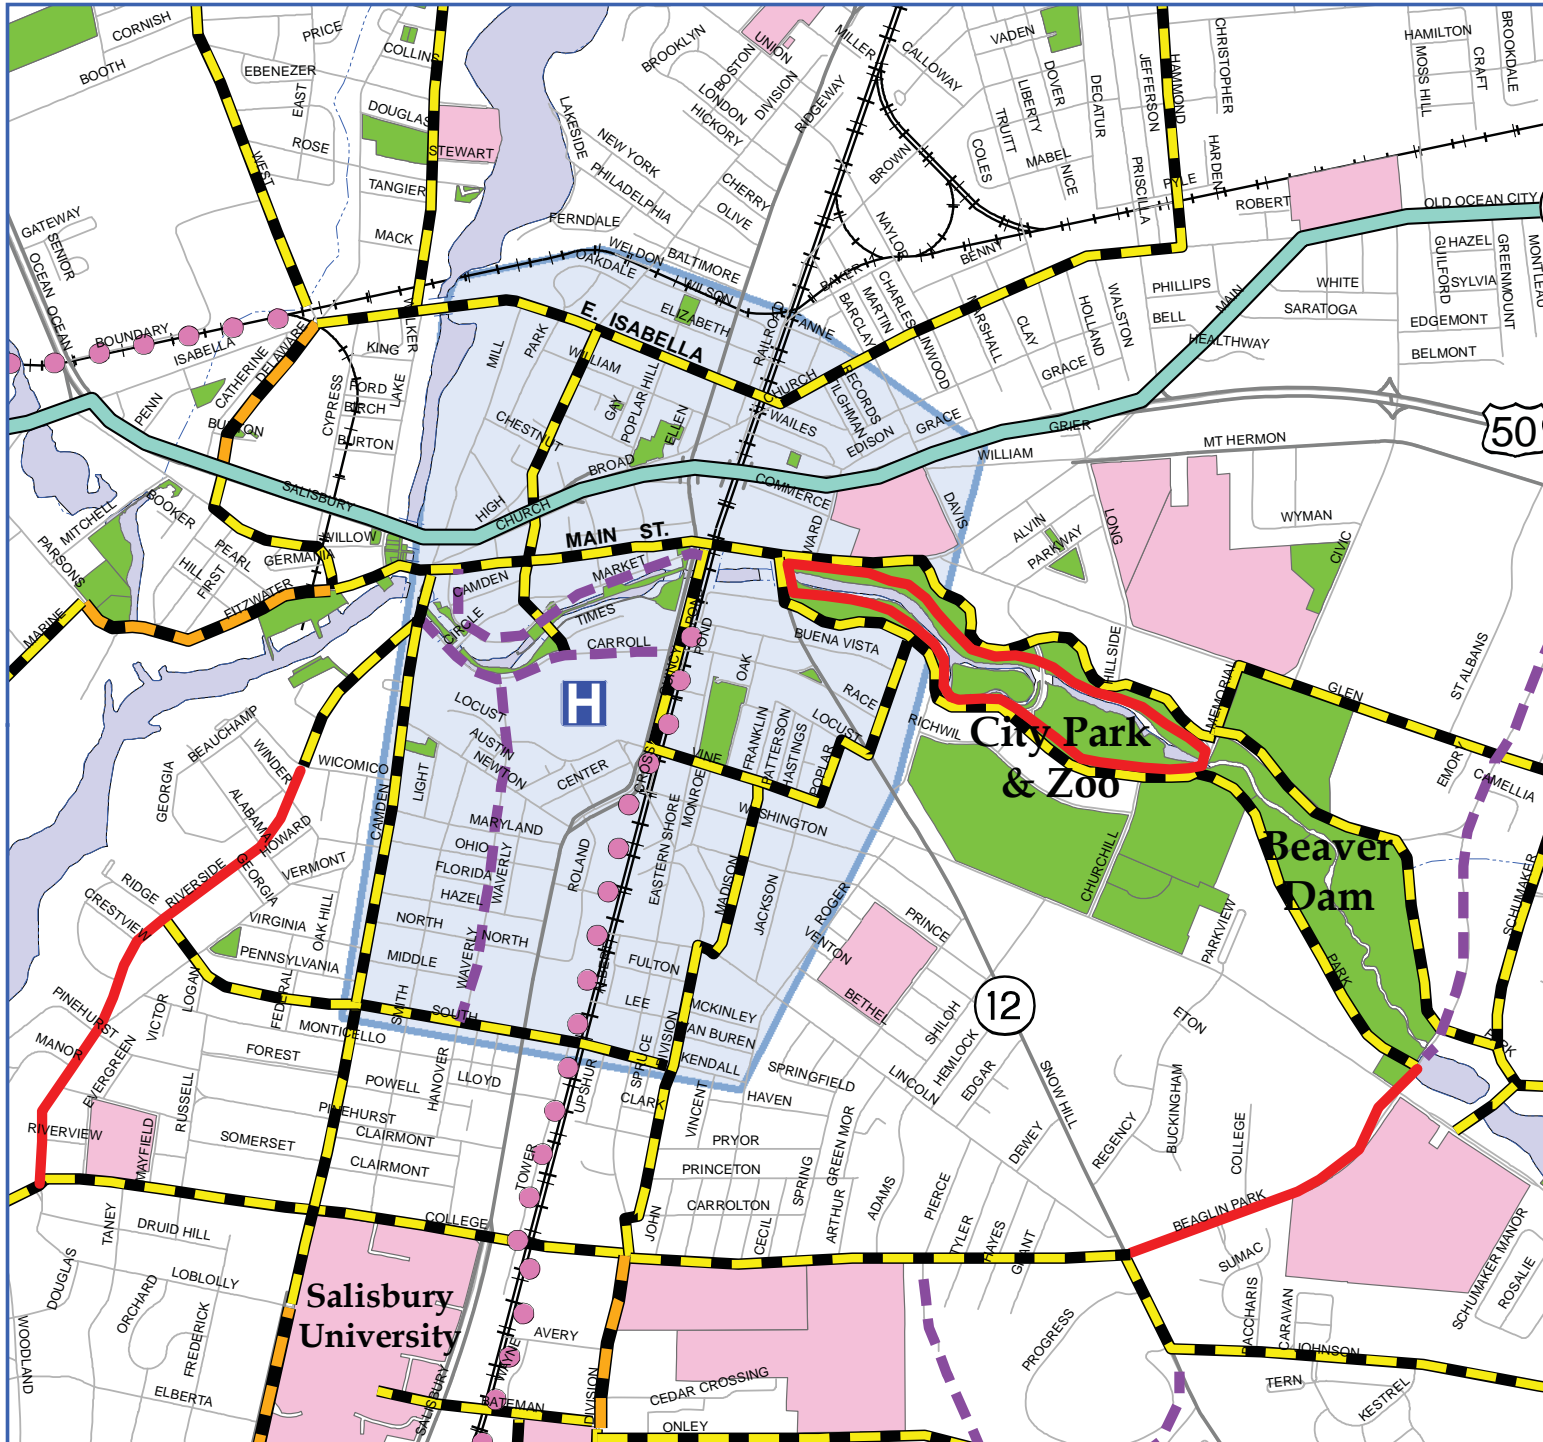 CORNISH
PRICE
COLLINS
BOOTH
EBENEZER
EAST
DOUGLAS
ROSE
STEWART
WEST
TANGIER
MACK
GATEWAY
SENIOR
OCEAN
OCEAN
BROOKLYN
BOSTON
UNION
LONDON
DIVISION
HICKORY
RIDGEWAY
MILLER
CALLOWAY
LAKESIDE
NEW YORK
PHILADELPHIA
CHERRY
OLIVE
FERNDALE
WELDON
BALTIMORE
OAKDALE
WILSON
ELIZABETH
BROWN
NAYLOR
BAKER
BENNY
VADEN
DOVER
LIBERTY
TRUITT
COLES
MABEL
NICE
DECATUR
JEFFERSON
HAMMOND
CHRISTOPHER
HARDEN
PRISCILLA
PYLE
ROBERT
HAMILTON
MOSS HILL
CRAFT
BROOKDALE
OLD OCEAN CITY
HAZEL
GUILFORD
SYLVIA
GREENMOUNT
MONTLEAU
WHITE
SARATOGA
EDGEMONT
BELMONT
PHILLIPS
BELL
MAIN
HEALTHWAY
BOUNDARY
ISABELLA
CATHERINE
DELAWARE
PENN
KING
FORD
BIRCH
BURTON
CYPRESS
LAKE
MILL
PARK
E. ISABELLA
WILLIAM
GAY
POPLAR HILL
ELLEN
CHESTNUT
BROAD
HIGH
CHURCH
RAILROAD
ANNE
CHURCH
WAILES
BARCLAY
MARTIN
CHARLES
LINWOOD
RECORDS
TILGHMAN
EDISON
GRACE
MARSHALL
CLAY
HOLLAND
WALSTON
GRACE
GRIER
WILLIAM
MT HERMON
50
SALISBURY
MITCHELL
BOOKER
PARSONS
PEARL
HILL
FIRST
GERMANIA
WILLOW
FITZWATER
MARINE
MAIN ST.
COMMERCE
WARD
DAVIS
ALVIN
PARKWAY
LONG
WYMAN
CIVIC
CAMDEN
MARKET
CIRCLE
TIMES
CARROLL
POND
BUENA VISTA
OAK
RACE
LOCUST
RICHWIL
HILLSIDE
MEMORIAL
GLEN
ST ALBANS
EMORY
CAMELLIA
City Park
& Zoo
Beaver
Dam
H
LOCUST
AUSTIN
NEWTON
CENTER
CROSS
VINE
FRANKLIN
PATTERSON
HASTINGS
POPLAR
WASHINGTON
BEAUCHAMP
WINDER
WICOMICO
GEORGIA
ALABAMA
HOWARD
GEORGIA
VERMONT
RIVERSIDE
RIDGE
CRESTVIEW
VIRGINIA
OAK HILL
PENNSYLVANIA
CAMDEN
LIGHT
MARYLAND
OHIO
FLORIDA
HAZEL
WAVERLY
NORTH
NORTH
MIDDLE
WAVERLY
SMITH
SOUTH
ROLAND
EASTERN SHORE
MONROE
MADISON
JACKSON
ROGER
VENTON
PRINCE
BETHEL
CHURCHILL
PARKVIEW
PARK
SCHUMAKER
FULTON
LEE
MCKINLEY
KENDALL
DIVISION
SPRUCE
UPSHUR
CLARK
VINCENT
HAVEN
SPRINGFIELD
LINCOLN
SHILOH
HEMLOCK
EDGAR
12
SNOW HILL
ETON
BUCKINGHAM
REGENCY
COLLEGE
DEWEY
PARK
PINEHURST
MANOR
EVERGREEN
VICTOR
LOGAN
FEDERAL
MONTICELLO
FOREST
POWELL
HANOVER
LLOYD
PINEHURST
CLAIRMONT
CLAIRMONT
SOMERSET
RUSSELL
RIVERVIEW
MAYFIELD
TANEY
DRUID HILL
LOBLOLLY
DOUGLAS
ORCHARD
FREDERICK
WOODLAND
ELBERTA
COLLEGE
TOWER
PRYOR
PRINCETON
CARROLTON
JOHN
CECIL
SPRING
ARTHUR
GREEN MOR
ADAMS
PIERCE
TYLER
HAYES
GRANT
BEAGLIN PARK
SUMAC
BACCHARIS
CARAVAN
JOHNSON
TERN
KESTREL
SCHUMAKER MANOR
ROSALIE
PROGRESS
Salisbury
University
AVERY
WAYNE
BATEMAN
SALISBURY
DIVISION
CEDAR CROSSING
ONLEY